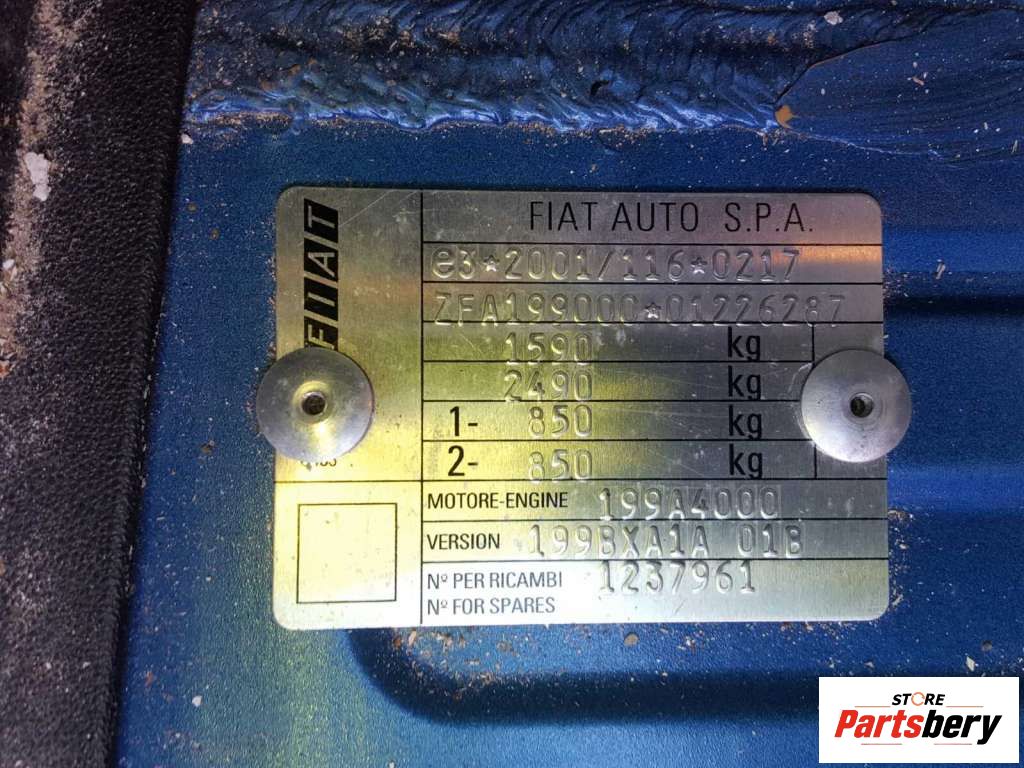 FIAT
FIAT AUTO S.P.A.
e3*2001/116*0217
ZFA199000*01226287
1590 kg
2490 kg
1- 850 kg
2- 850 kg
MOTORE-ENGINE 199A4000
VERSION 199BXA1A 01B
Nº PER RICAMBI 1237961
Nº FOR SPARES
STORE
Partsbery